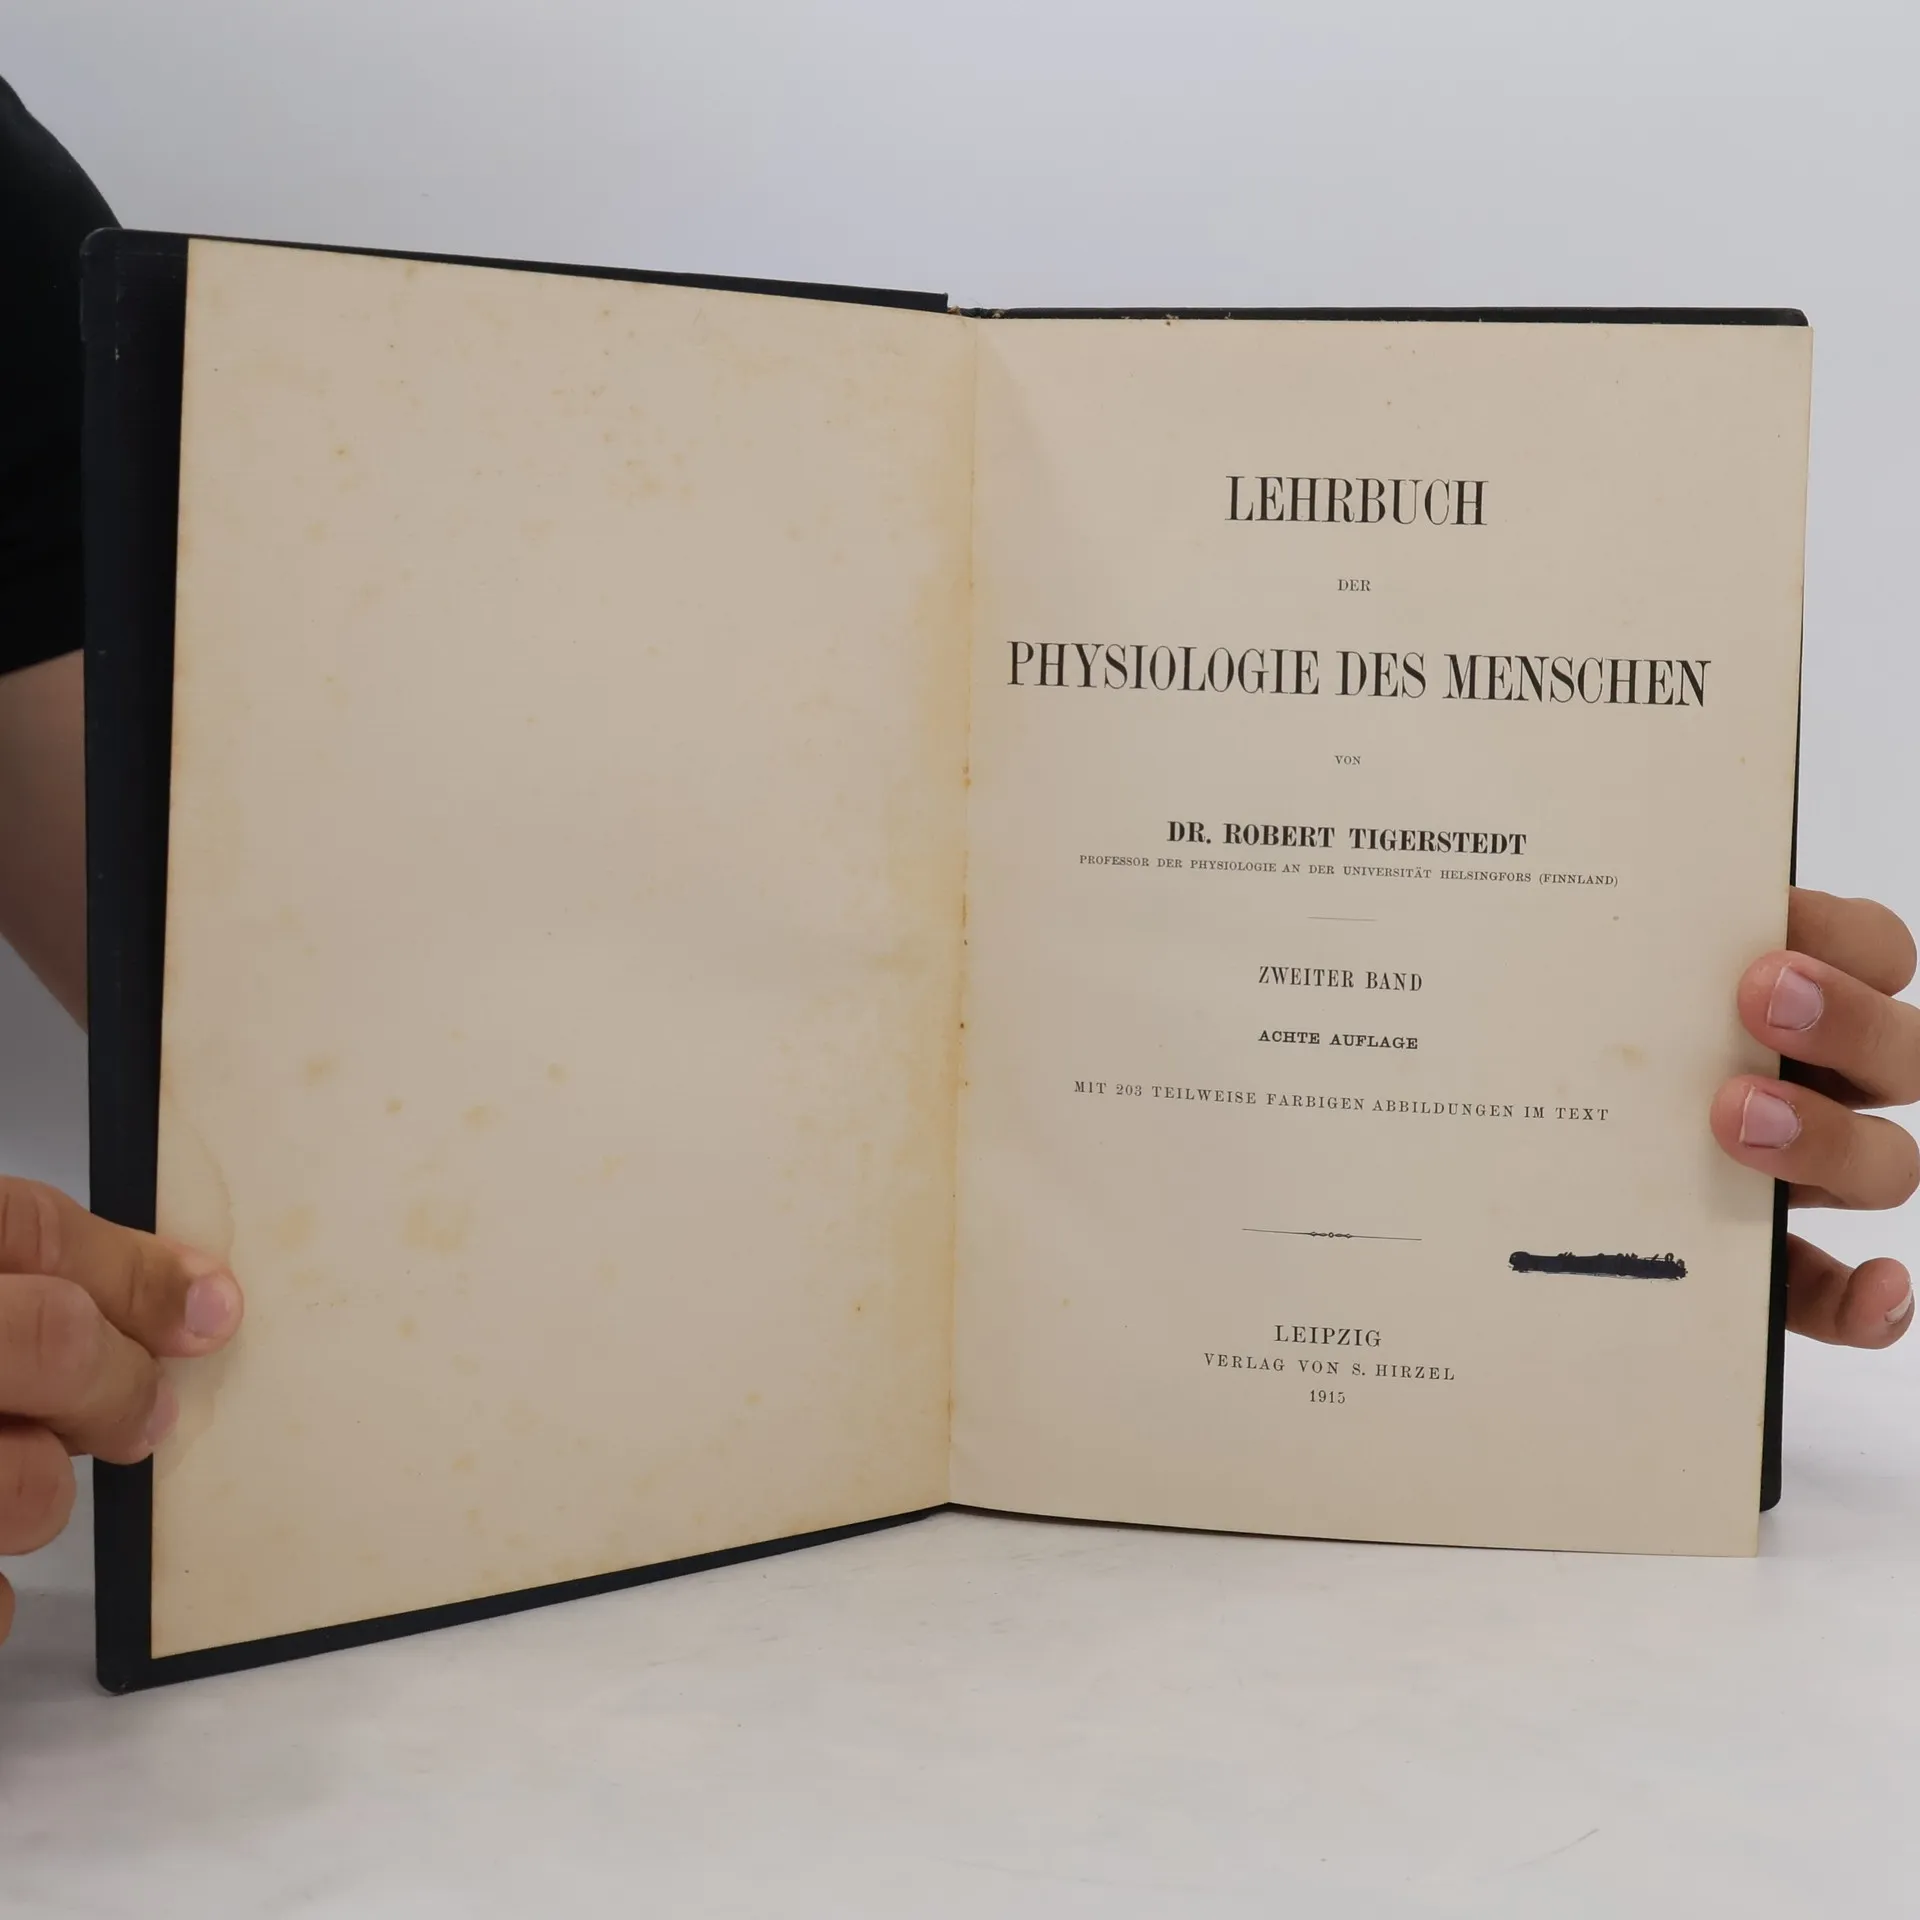 LEHRBUCH
DER
PHYSIOLOGIE DES MENSCHEN
VON
DR. ROBERT TIGERSTEDT
PROFESSOR DER PHYSIOLOGIE AN DER UNIVERSITÄT HELSINGFORS (FINNLAND)
ZWEITER BAND
ACHTE AUFLAGE
MIT 203 TEILWEISE FARBIGEN ABBILDUNGEN IM TEXT
LEIPZIG
VERLAG VON S. HIRZEL
1915